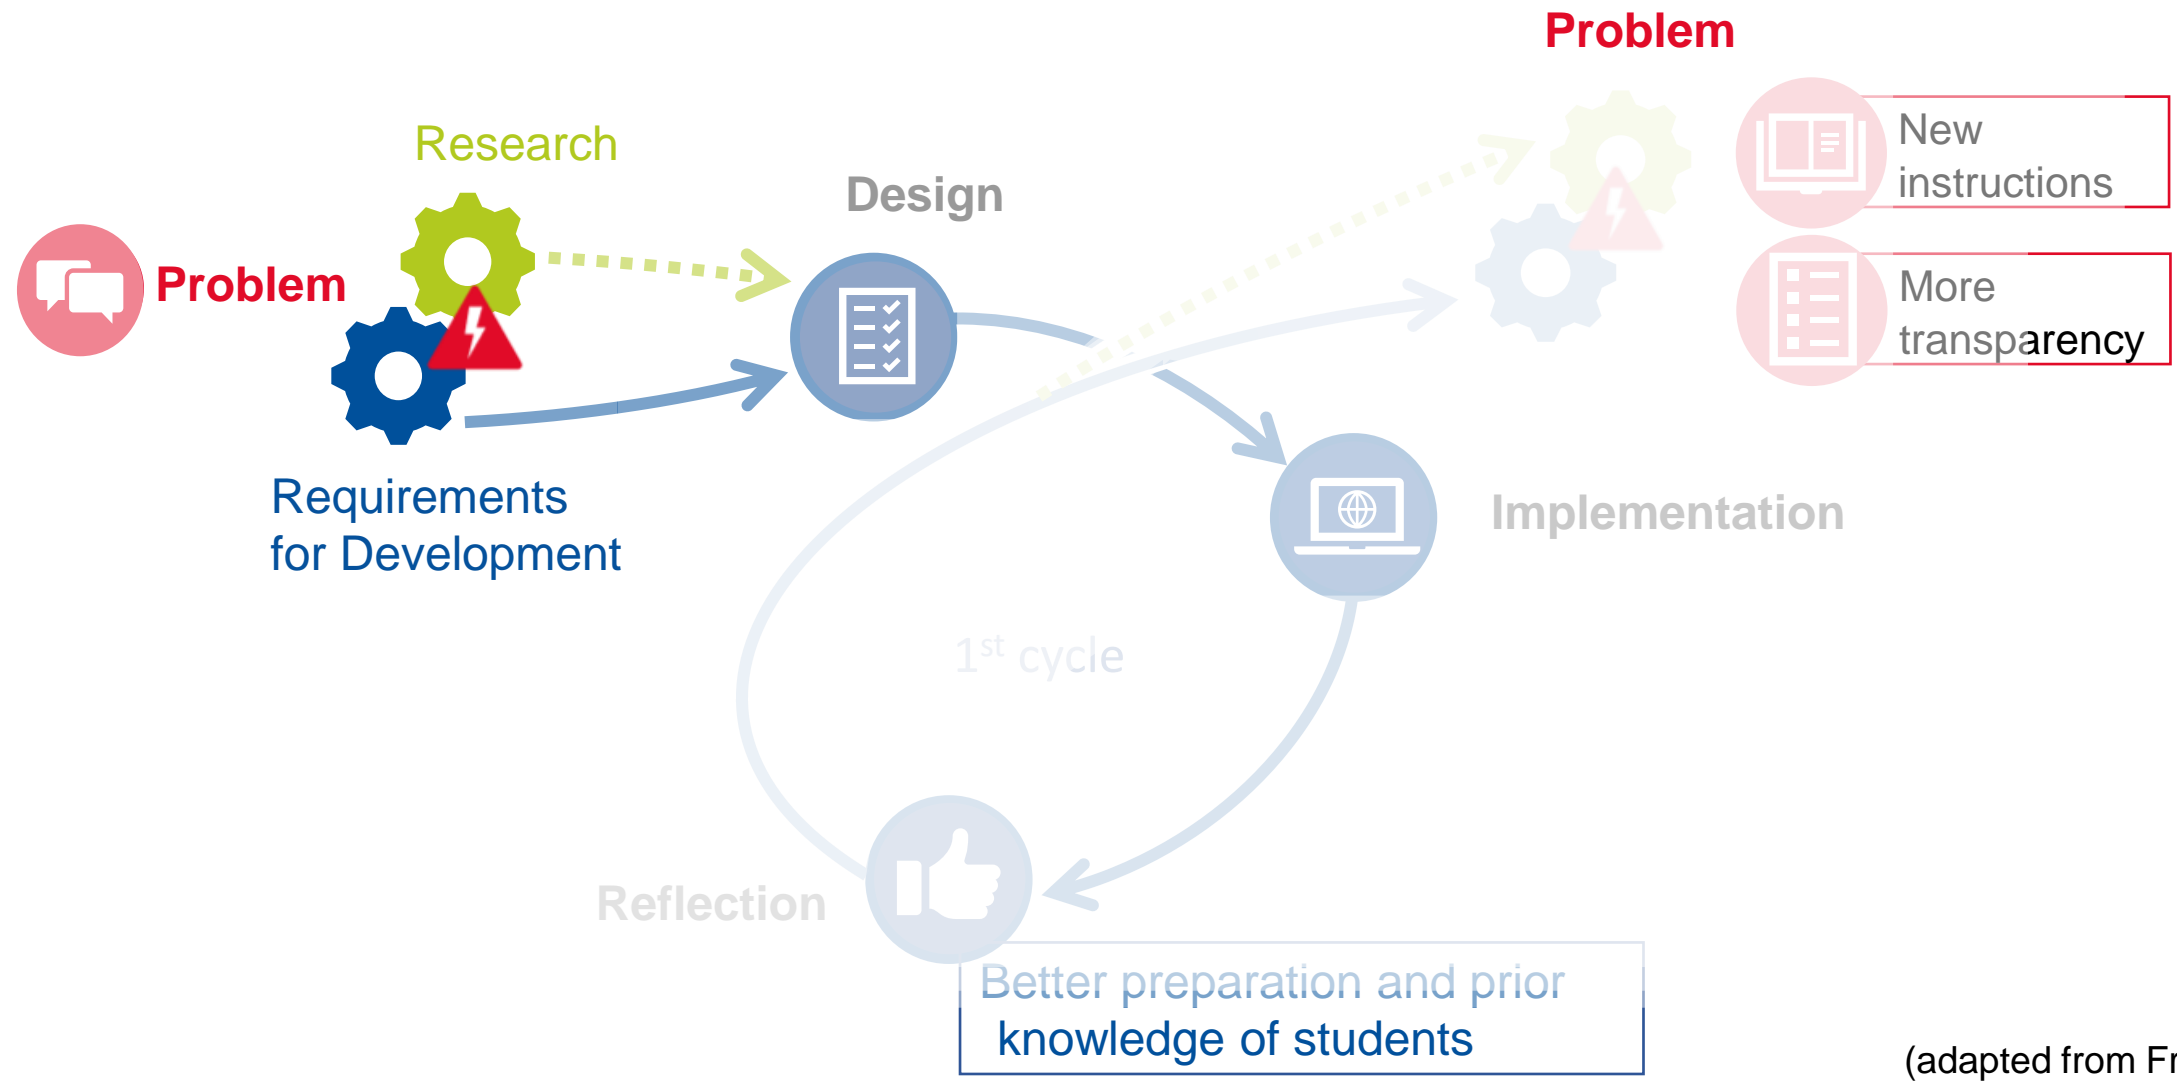 Problem
Research
Design
Problem
New
instructions
More
transparency
Requirements
for Development
Implementation
1st cycle
Reflection
Better preparation and prior
knowledge of students
(adapted from